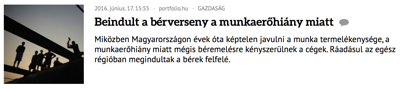 2016. június. 17. 15:53 · portfolio.hu · GAZDASÁG
Beindult a bérverseny a munkaerőhiány miatt
Miközben Magyarországon évek óta képtelen javulni a munka termelékenysége, a
munkaerőhiány miatt mégis béremelésre kényszerülnek a cégek. Ráadásul az egész
régióban megindultak a bérek felfelé.